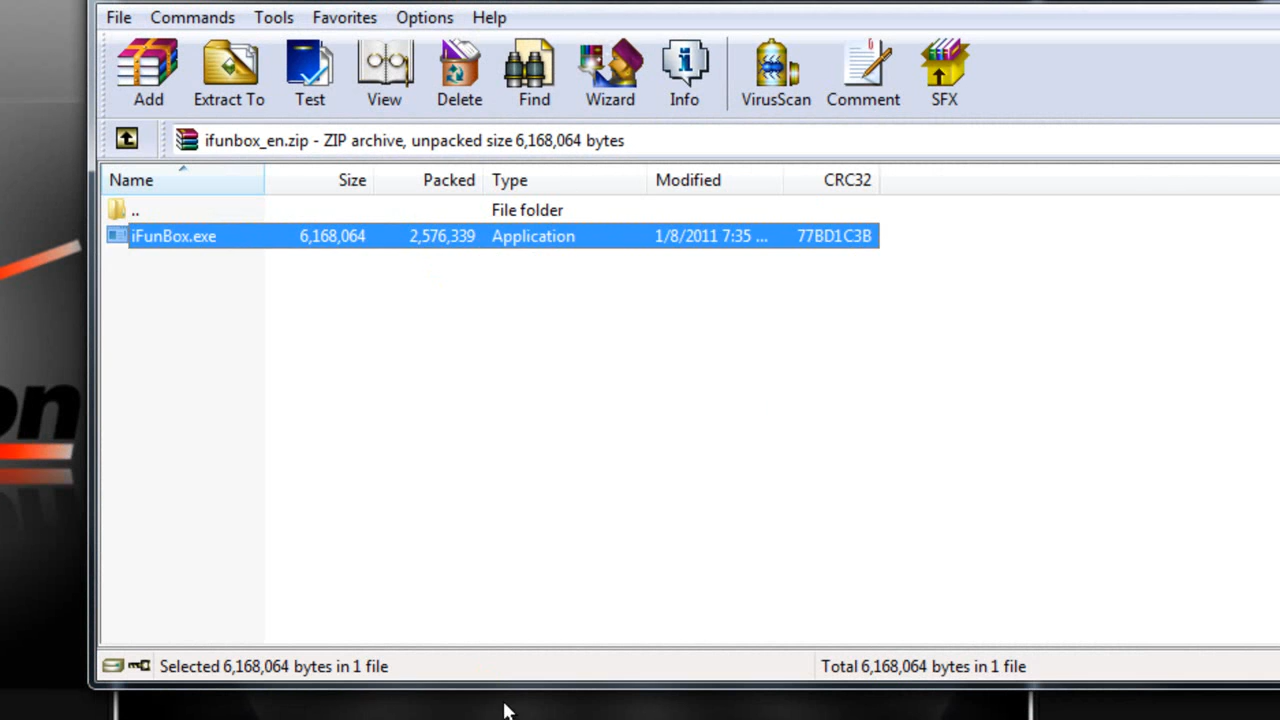 File Commands Tools Favorites Options Help
Add Extract To Test View Delete Find Wizard Info VirusScan Comment SFX
ifunbox_en.zip - ZIP archive, unpacked size 6,168,064 bytes
Name Size Packed Type Modified CRC32
.. File folder
iFunBox.exe 6,168,064 2,576,339 Application 1/8/2011 7:35 ... 77BD1C3B
on
Selected 6,168,064 bytes in 1 file Total 6,168,064 bytes in 1 file